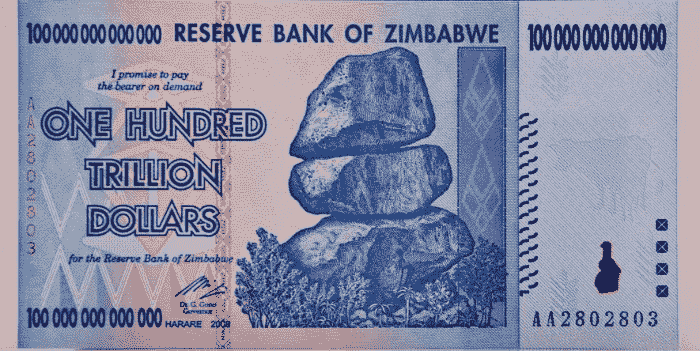 100 000 000 000 000 RESERVE BANK OF ZIMBABWE 100 000 000 000 000
I promise to pay
the bearer on demand
ONE HUNDRED
TRILLION
DOLLARS
for the Reserve Bank of Zimbabwe
Dr. G. Gono
Governor
100 000 000 000 000
HARARE 2008
AA2802803
AA2802803